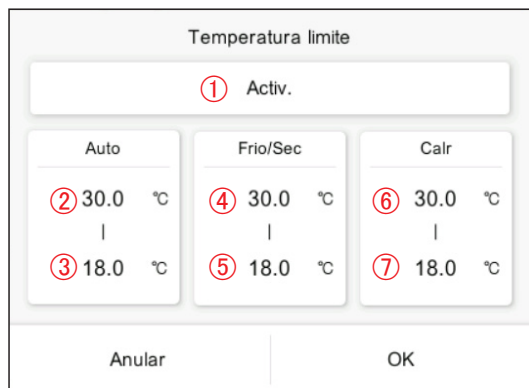 Temperatura limite
① Activ.
Auto
② 30.0 ℃
|
③ 18.0 ℃
Frio/Sec
④ 30.0 ℃
|
⑤ 18.0 ℃
Calr
⑥ 30.0 ℃
|
⑦ 18.0 ℃
Anular
OK